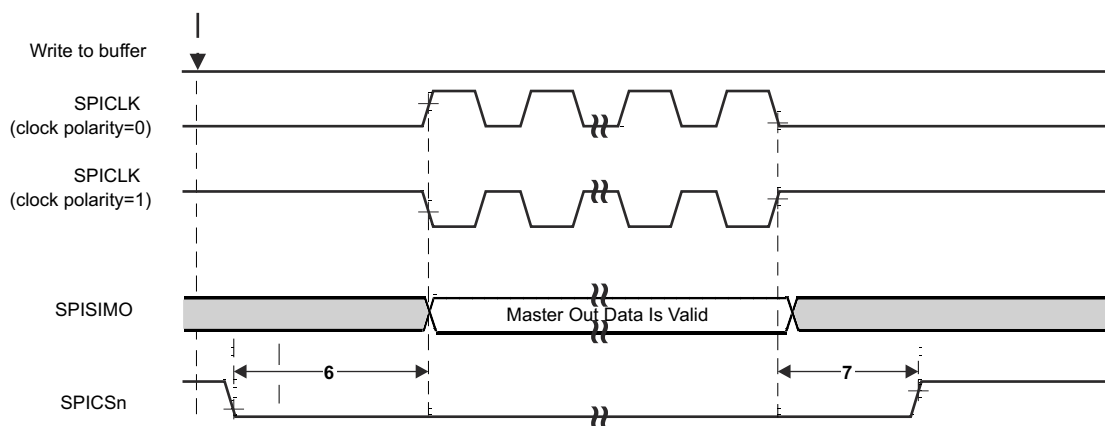 Write to buffer
SPICLK
(clock polarity=0)
SPICLK
(clock polarity=1)
SPISIMO
Master Out Data Is Valid
6
7
SPICSn